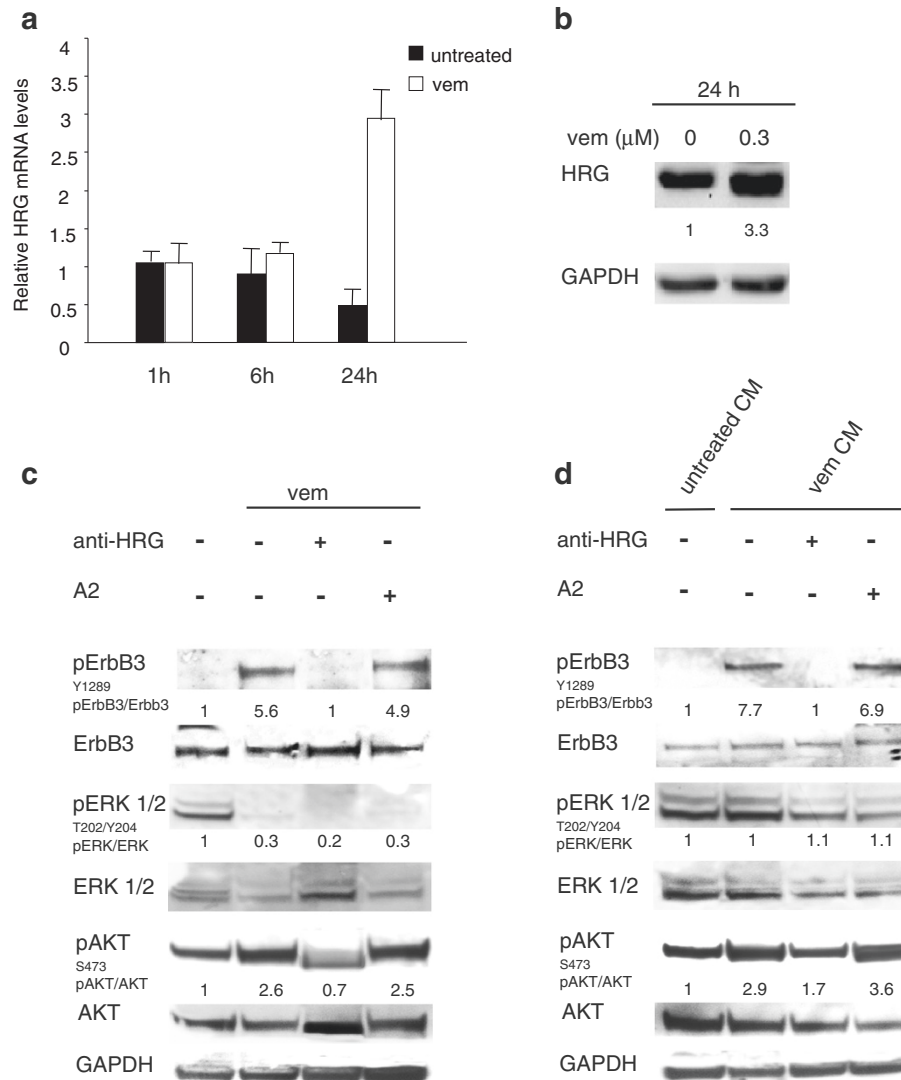 a
Relative HRG mRNA levels
4
3.5
3
2.5
2
1.5
1
0.5
0
untreated
vem
1h 6h 24h
b
24 h
vem (μM) 0 0.3
HRG
1 3.3
GAPDH
c
vem
anti-HRG - - + -
A2 - - - +
pErbB3
Y1289
pErbB3/Erbb3 1 5.6 1 4.9
ErbB3
pERK 1/2
T202/Y204
pERK/ERK 1 0.3 0.2 0.3
ERK 1/2
pAKT
S473
pAKT/AKT 1 2.6 0.7 2.5
AKT
GAPDH
d
untreated CM
vem CM
anti-HRG - - + -
A2 - - - +
pErbB3
Y1289
pErbB3/Erbb3 1 7.7 1 6.9
ErbB3
pERK 1/2
T202/Y204
pERK/ERK 1 1 1.1 1.1
ERK 1/2
pAKT
S473
pAKT/AKT 1 2.9 1.7 3.6
AKT
GAPDH